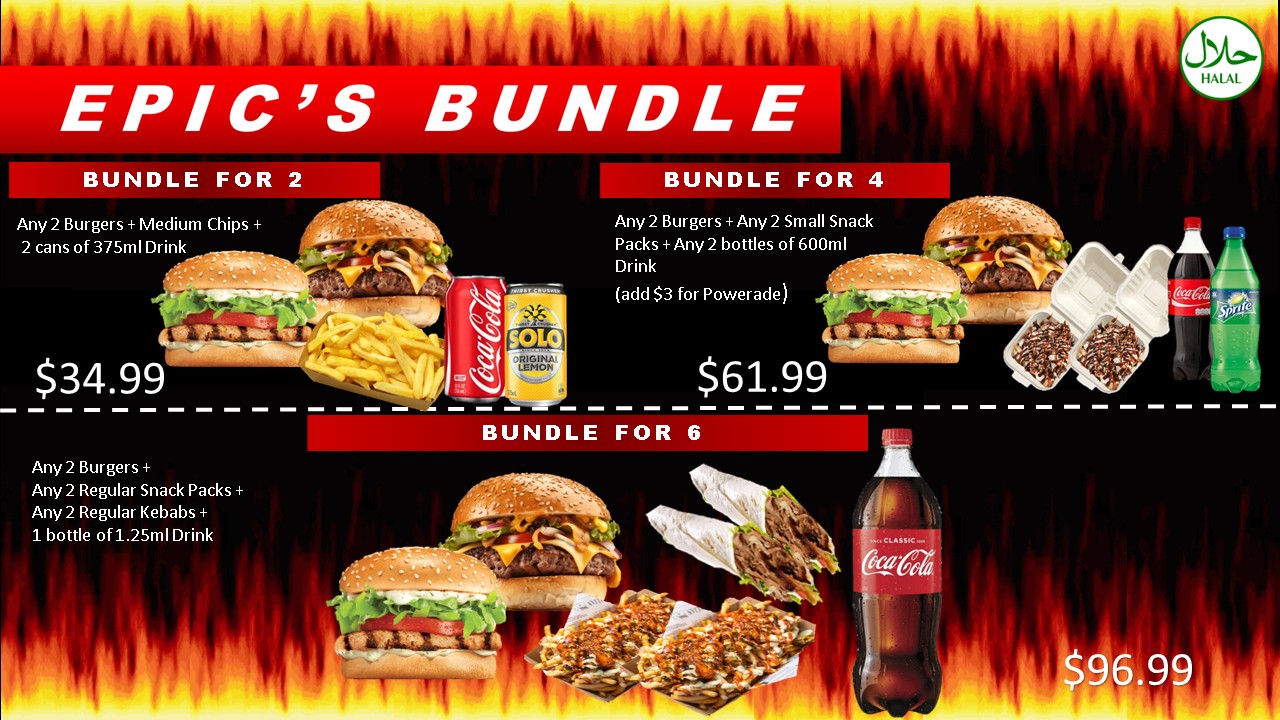 حلال
HALAL
EPIC'S BUNDLE
BUNDLE FOR 2
Any 2 Burgers + Medium Chips +
2 cans of 375ml Drink
Coca-Cola
THIRST CRUSHER
SOLO
ORIGINAL
LEMON
$34.99
BUNDLE FOR 4
Any 2 Burgers + Any 2 Small Snack
Packs + Any 2 bottles of 600ml
Drink
(add $3 for Powerade)
Coca-Cola
Sprite
$61.99
BUNDLE FOR 6
Any 2 Burgers +
Any 2 Regular Snack Packs +
Any 2 Regular Kebabs +
1 bottle of 1.25ml Drink
CLASSIC
Coca-Cola
$96.99